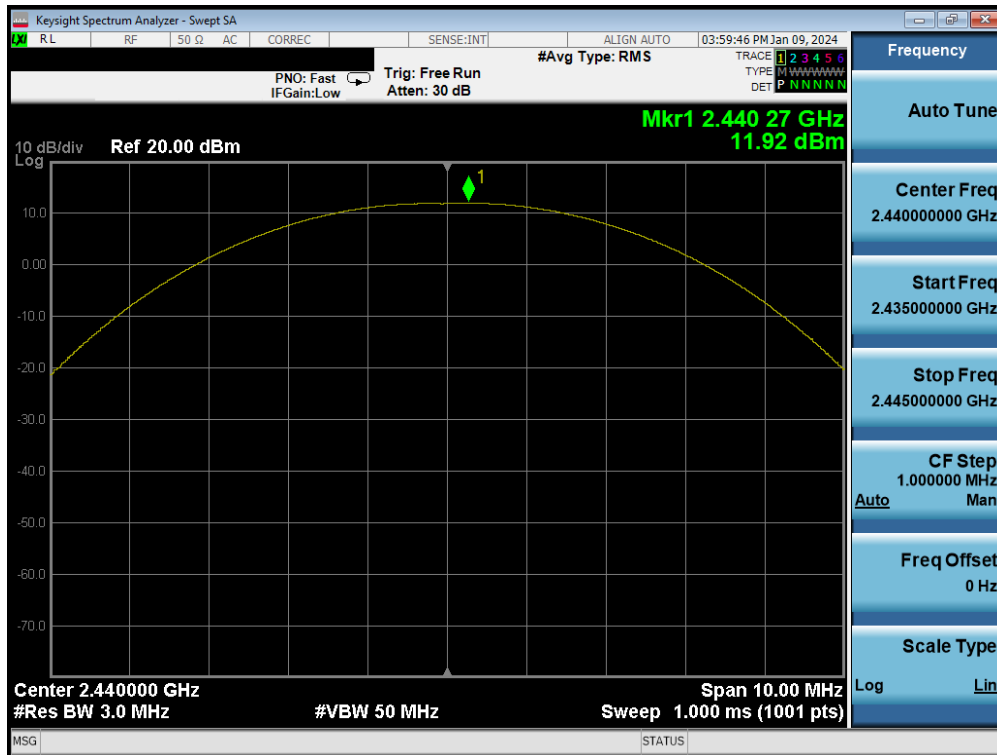 Keysight Spectrum Analyzer - Swept SA
LXI RL RF 50 Ω AC CORREC SENSE:INT ALIGN AUTO 03:59:46 PM Jan 09, 2024
#Avg Type: RMS
TRACE 1 2 3 4 5 6
PNO: Fast Trig: Free Run
TYPE M WWWWW
IFGain:Low Atten: 30 dB
DET P N N N N N
Mkr1 2.440 27 GHz
11.92 dBm
10 dB/div Ref 20.00 dBm
Log
1
10.0
0.00
-10.0
-20.0
-30.0
-40.0
-50.0
-60.0
-70.0
Center 2.440000 GHz Span 10.00 MHz
#Res BW 3.0 MHz #VBW 50 MHz Sweep 1.000 ms (1001 pts)
MSG STATUS
Frequency
Auto Tune
Center Freq
2.440000000 GHz
Start Freq
2.435000000 GHz
Stop Freq
2.445000000 GHz
CF Step
1.000000 MHz
Auto Man
Freq Offset
0 Hz
Scale Type
Log Lin